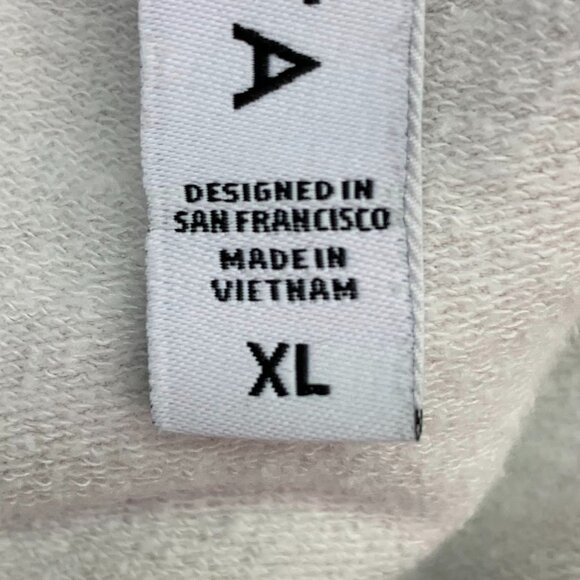 A
DESIGNED IN
SAN FRANCISCO
MADE IN
VIETNAM
XL